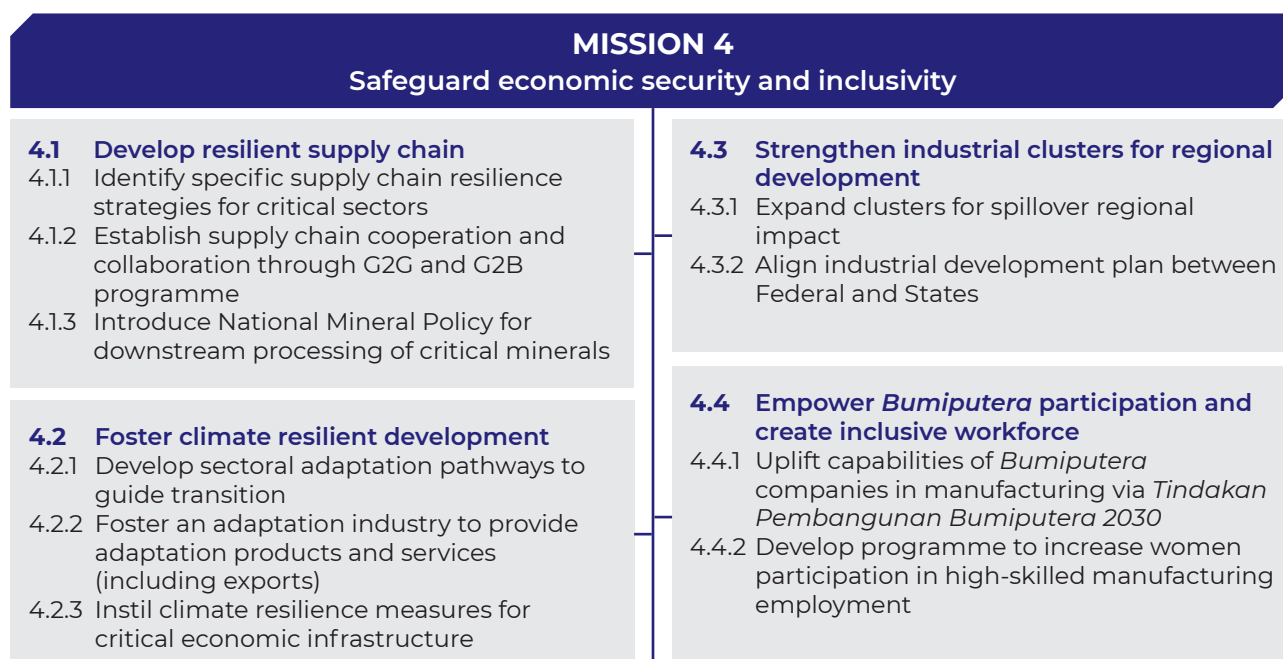 MISSION 4
Safeguard economic security and inclusivity
4.1 Develop resilient supply chain
4.1.1 Identify specific supply chain resilience
strategies for critical sectors
4.1.2 Establish supply chain cooperation and
collaboration through G2G and G2B
programme
4.1.3 Introduce National Mineral Policy for
downstream processing of critical minerals
4.2 Foster climate resilient development
4.2.1 Develop sectoral adaptation pathways to
guide transition
4.2.2 Foster an adaptation industry to provide
adaptation products and services
(including exports)
4.2.3 Instil climate resilience measures for
critical economic infrastructure
4.3 Strengthen industrial clusters for regional
development
4.3.1 Expand clusters for spillover regional
impact
4.3.2 Align industrial development plan between
Federal and States
4.4 Empower Bumiputera participation and
create inclusive workforce
4.4.1 Uplift capabilities of Bumiputera
companies in manufacturing via Tindakan
Pembangunan Bumiputera 2030
4.4.2 Develop programme to increase women
participation in high-skilled manufacturing
employment